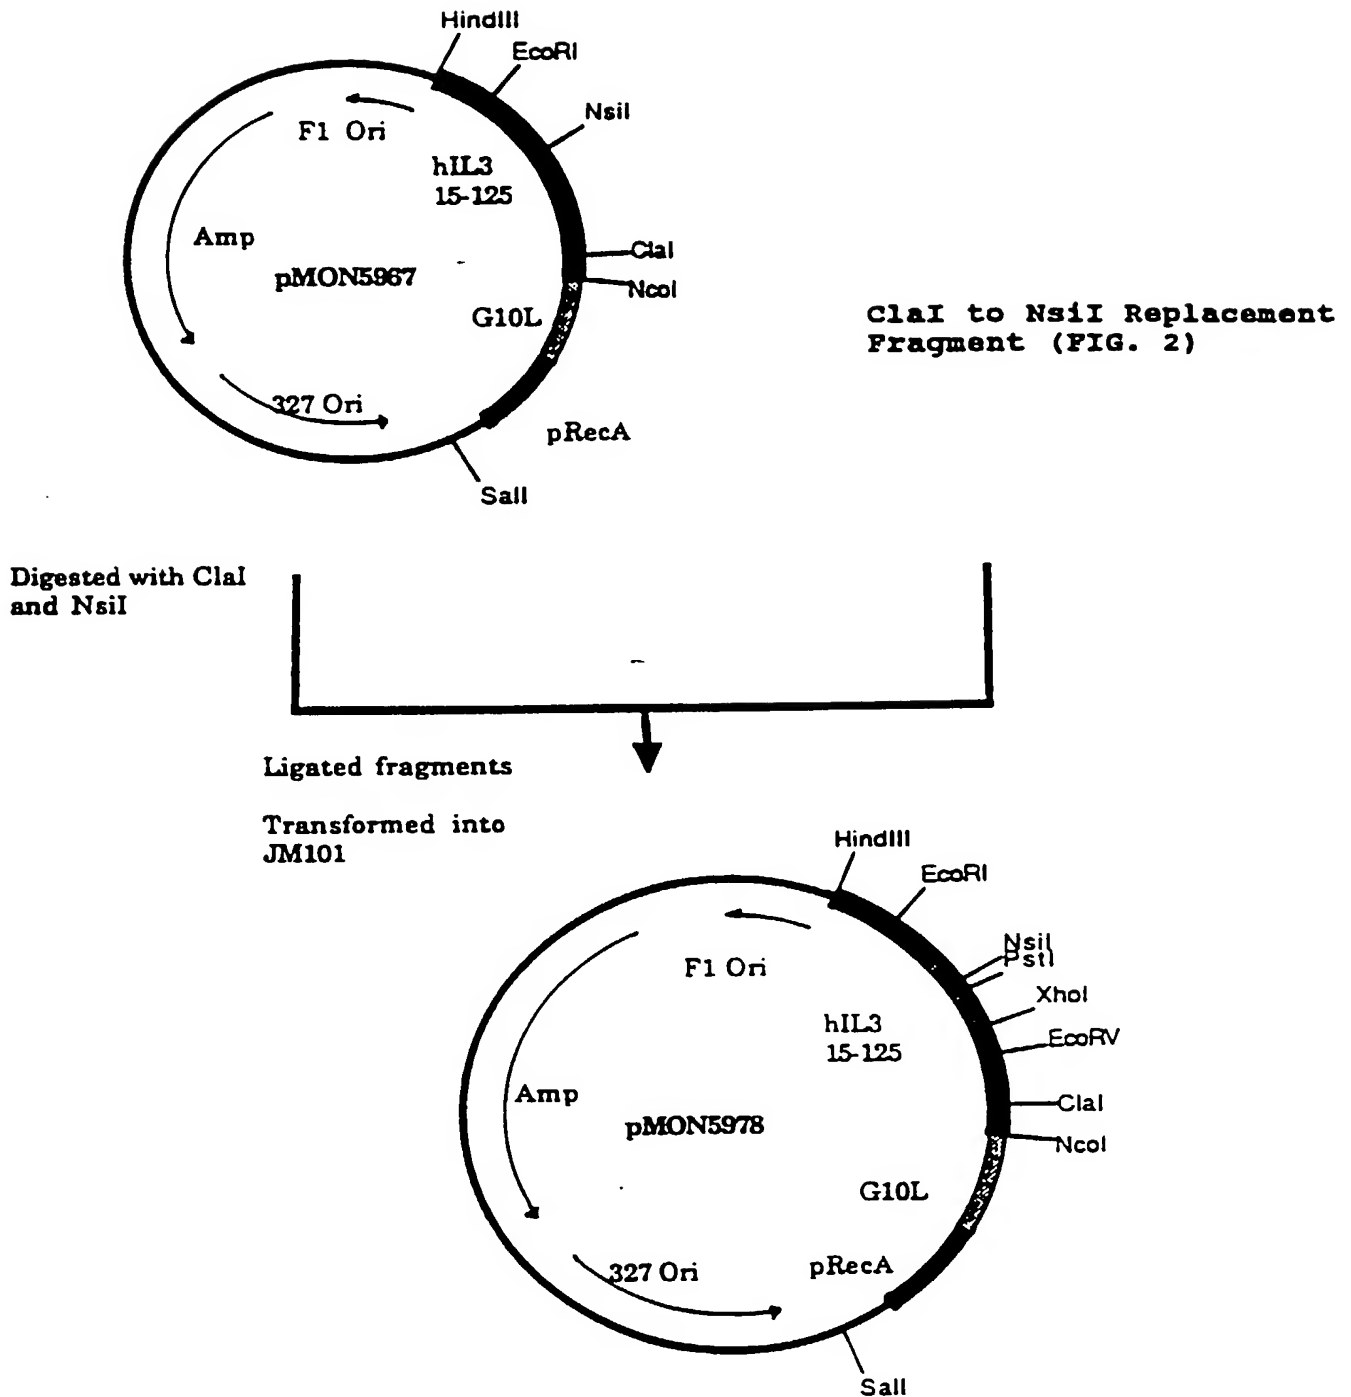 HindIII
EcoRI
NsiI
F1 Ori
hIL3
15-125
Amp
ClaI
pMON5967
NcoI
G10L
ClaI to NsiI Replacement
Fragment (FIG. 2)
327 Ori
pRecA
SalI
Digested with ClaI
and NsiI
Ligated fragments
Transformed into
JM101
HindIII
EcoRI
NsiI
PstI
F1 Ori
XhoI
hIL3
15-125
EcoRV
Amp
ClaI
pMON5978
NcoI
G10L
327 Ori
pRecA
SalI